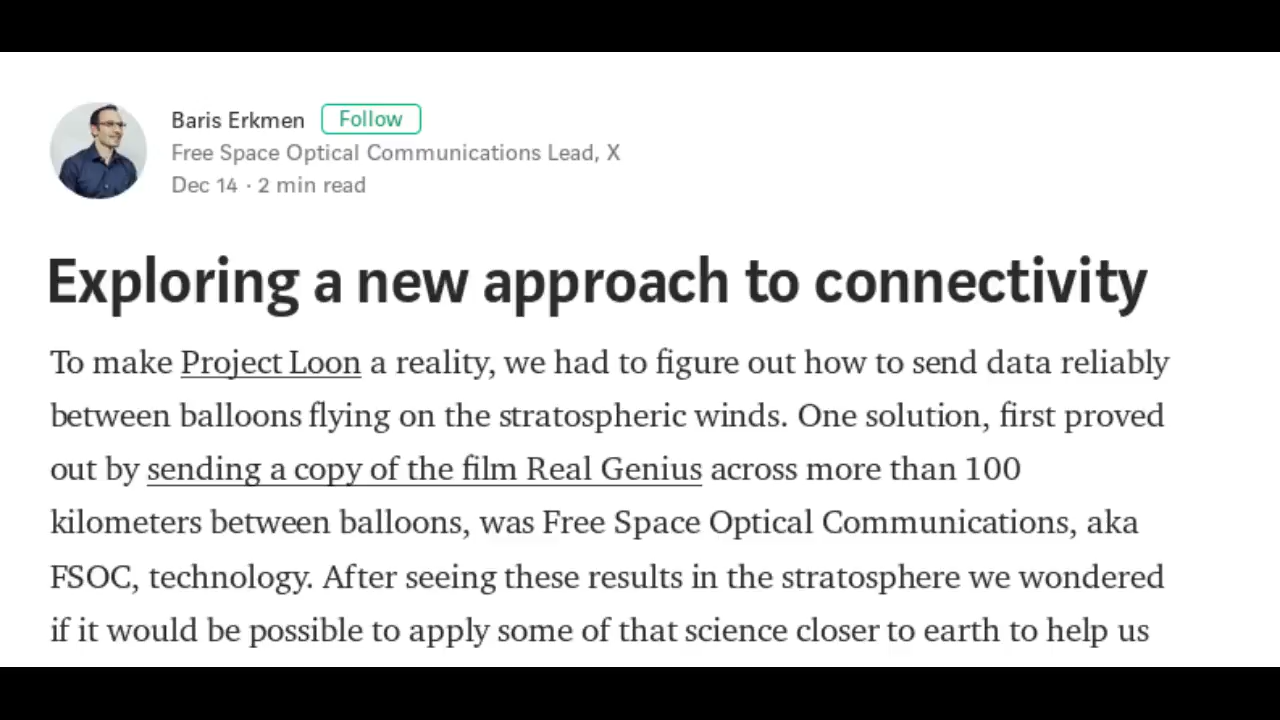 Baris Erkmen Follow
Free Space Optical Communications Lead, X
Dec 14 · 2 min read
Exploring a new approach to connectivity
To make Project Loon a reality, we had to figure out how to send data reliably
between balloons flying on the stratospheric winds. One solution, first proved
out by sending a copy of the film Real Genius across more than 100
kilometers between balloons, was Free Space Optical Communications, aka
FSOC, technology. After seeing these results in the stratosphere we wondered
if it would be possible to apply some of that science closer to earth to help us